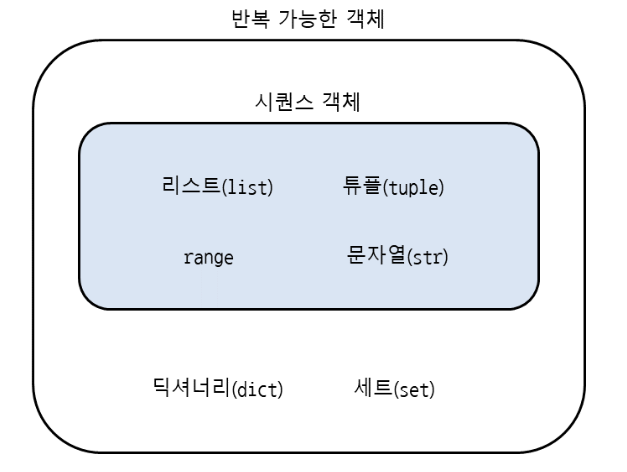 반복 가능한 객체
시퀀스 객체
리스트(list) 튜플(tuple)
range 문자열(str)
딕셔너리(dict) 세트(set)